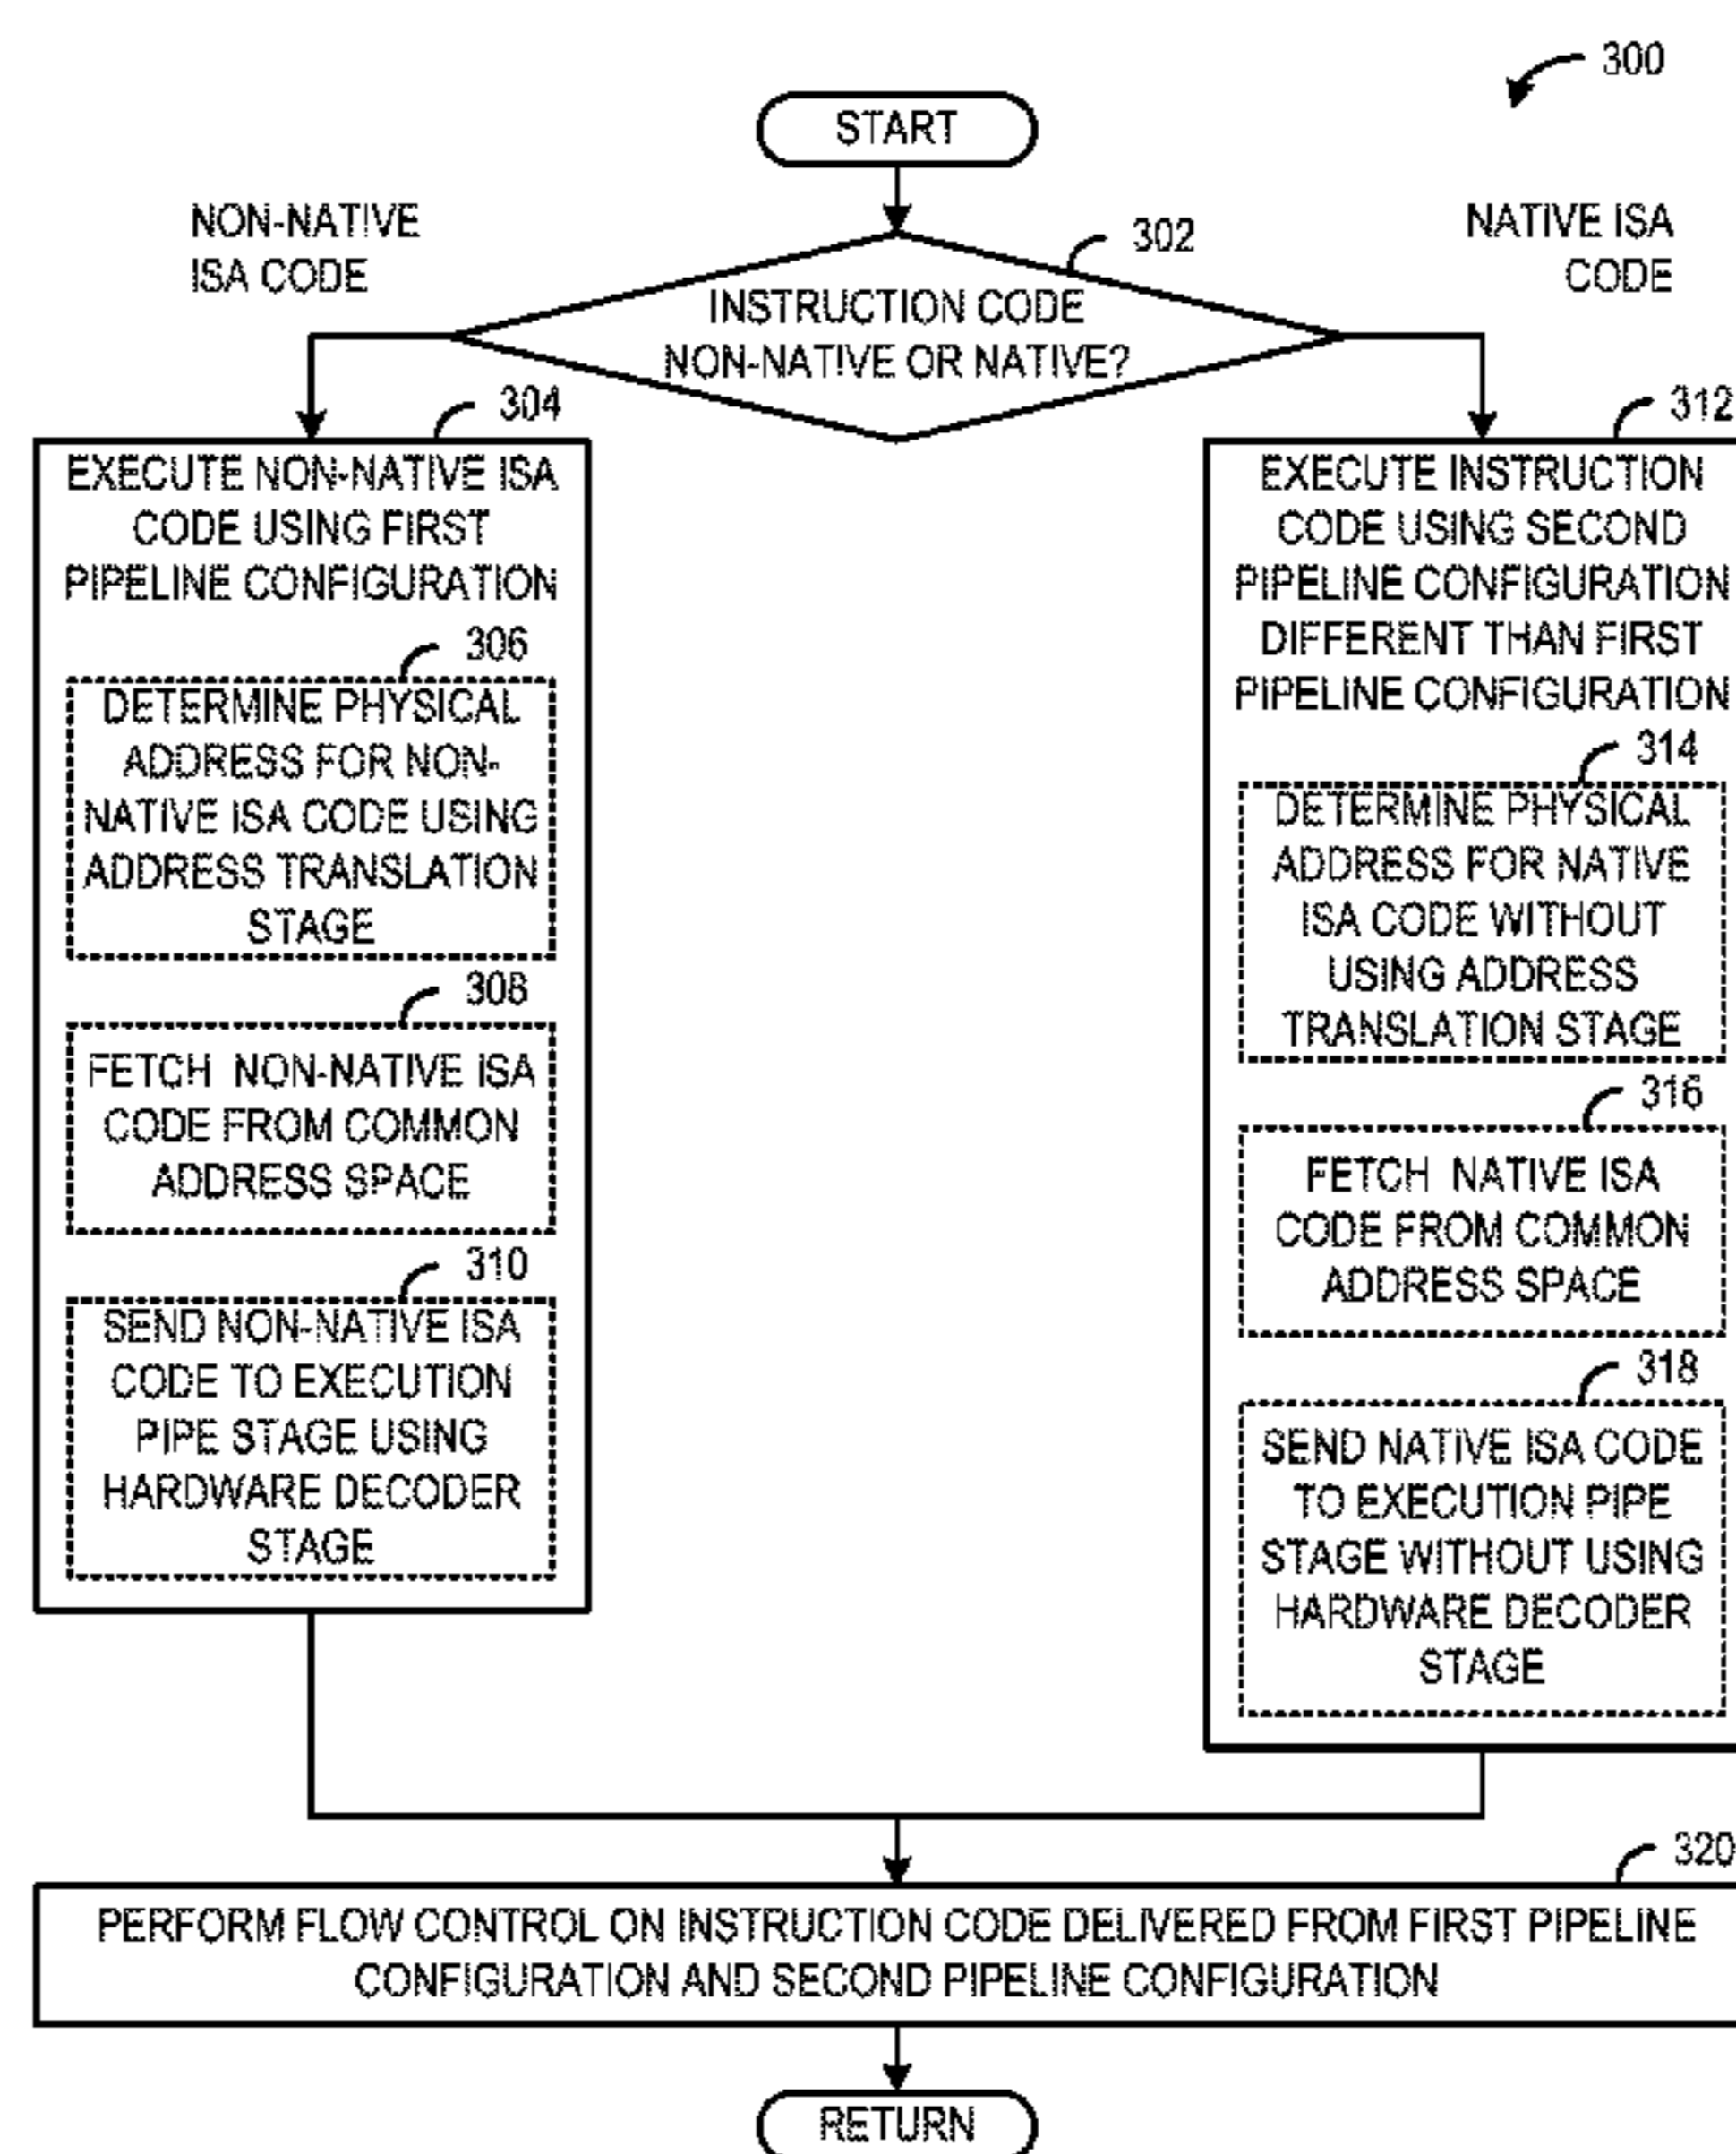 300
START
NON-NATIVE
ISA CODE
NATIVE ISA
CODE
302
INSTRUCTION CODE
NON-NATIVE OR NATIVE?
304
EXECUTE NON-NATIVE ISA
CODE USING FIRST
PIPELINE CONFIGURATION
306
DETERMINE PHYSICAL
ADDRESS FOR NON-
NATIVE ISA CODE USING
ADDRESS TRANSLATION
STAGE
308
FETCH NON-NATIVE ISA
CODE FROM COMMON
ADDRESS SPACE
310
SEND NON-NATIVE ISA
CODE TO EXECUTION
PIPE STAGE USING
HARDWARE DECODER
STAGE
312
EXECUTE INSTRUCTION
CODE USING SECOND
PIPELINE CONFIGURATION
DIFFERENT THAN FIRST
PIPELINE CONFIGURATION
314
DETERMINE PHYSICAL
ADDRESS FOR NATIVE
ISA CODE WITHOUT
USING ADDRESS
TRANSLATION STAGE
316
FETCH NATIVE ISA
CODE FROM COMMON
ADDRESS SPACE
318
SEND NATIVE ISA CODE
TO EXECUTION PIPE
STAGE WITHOUT USING
HARDWARE DECODER
STAGE
320
PERFORM FLOW CONTROL ON INSTRUCTION CODE DELIVERED FROM FIRST PIPELINE
CONFIGURATION AND SECOND PIPELINE CONFIGURATION
RETURN